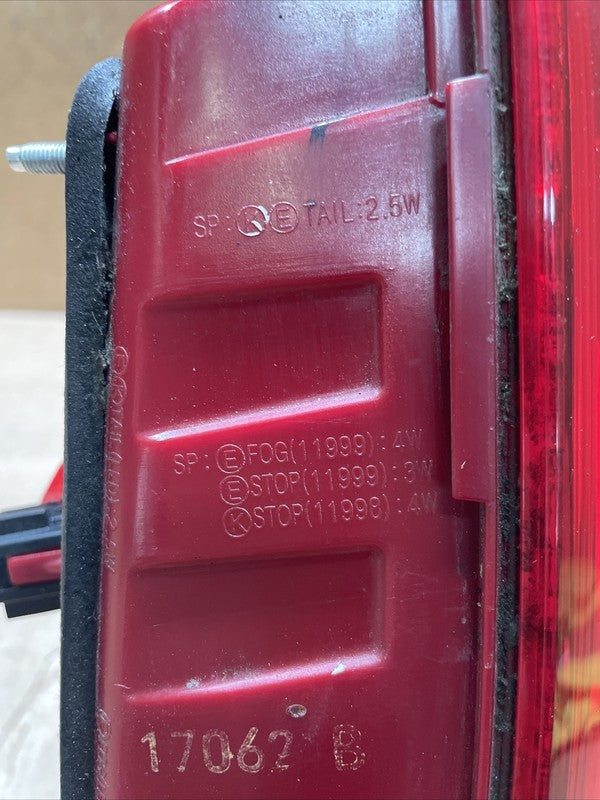 SP: Ⓚ Ⓔ TAIL:2.5W
SP: Ⓔ FOG(11999):4W
Ⓔ STOP(11999):3W
Ⓚ STOP(11998):4W
17062 B